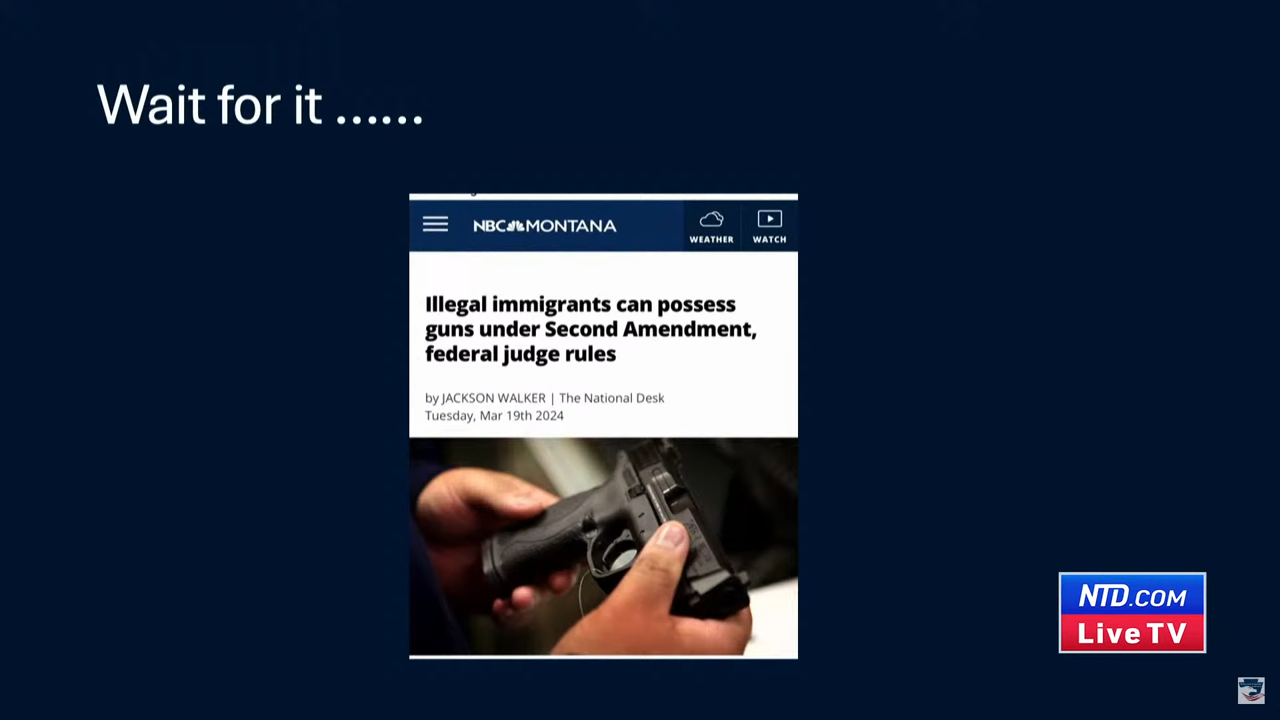 Wait for it ......
NBC MONTANA
WEATHER
WATCH
Illegal immigrants can possess
guns under Second Amendment,
federal judge rules
by JACKSON WALKER | The National Desk
Tuesday, Mar 19th 2024
NTD.COM
Live TV